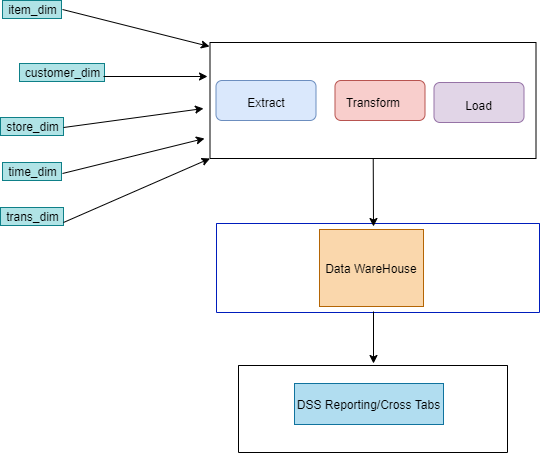 item_dim
customer_dim
store_dim
time_dim
trans_dim
Extract
Transform
Load
Data WareHouse
DSS Reporting/Cross Tabs